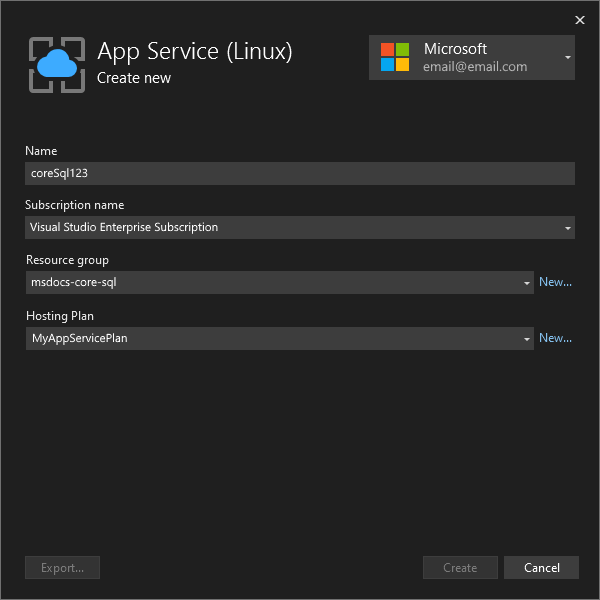 App Service (Linux)
Create new
Microsoft
email@email.com
Name
coreSql123
Subscription name
Visual Studio Enterprise Subscription
Resource group
msdocs-core-sql
New...
Hosting Plan
MyAppServicePlan
New...
Export...
Create
Cancel